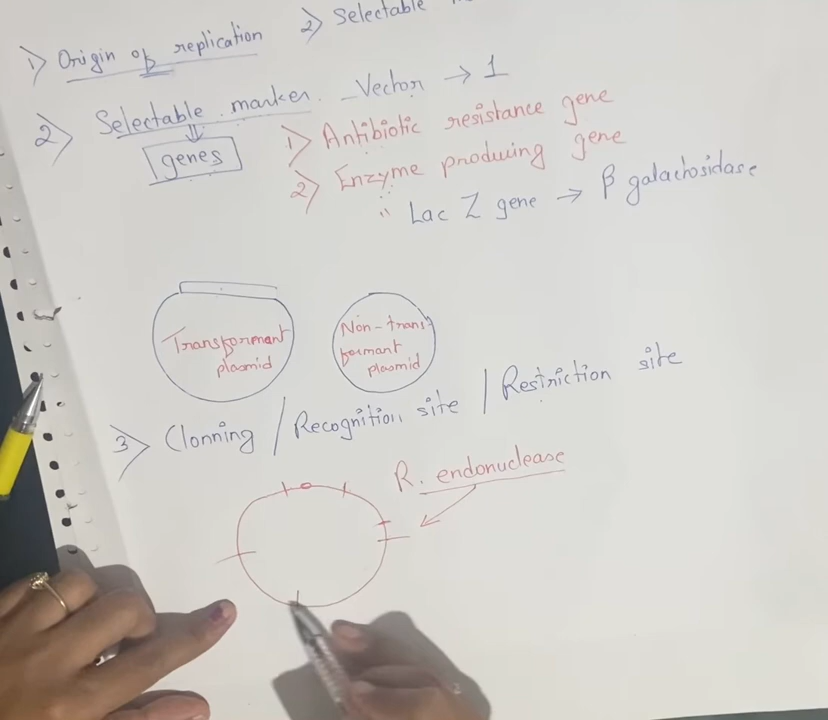 1) Origin of replication 2) Selectable
2) Selectable marker - Vector → 1
genes
1) Antibiotic resistance gene
2) Enzyme producing gene
" Lac Z gene → β galactosidase
Transformant plasmid
Non-transformant plasmid
3) Clonning / Recognition site / Restriction site
R. endonuclease